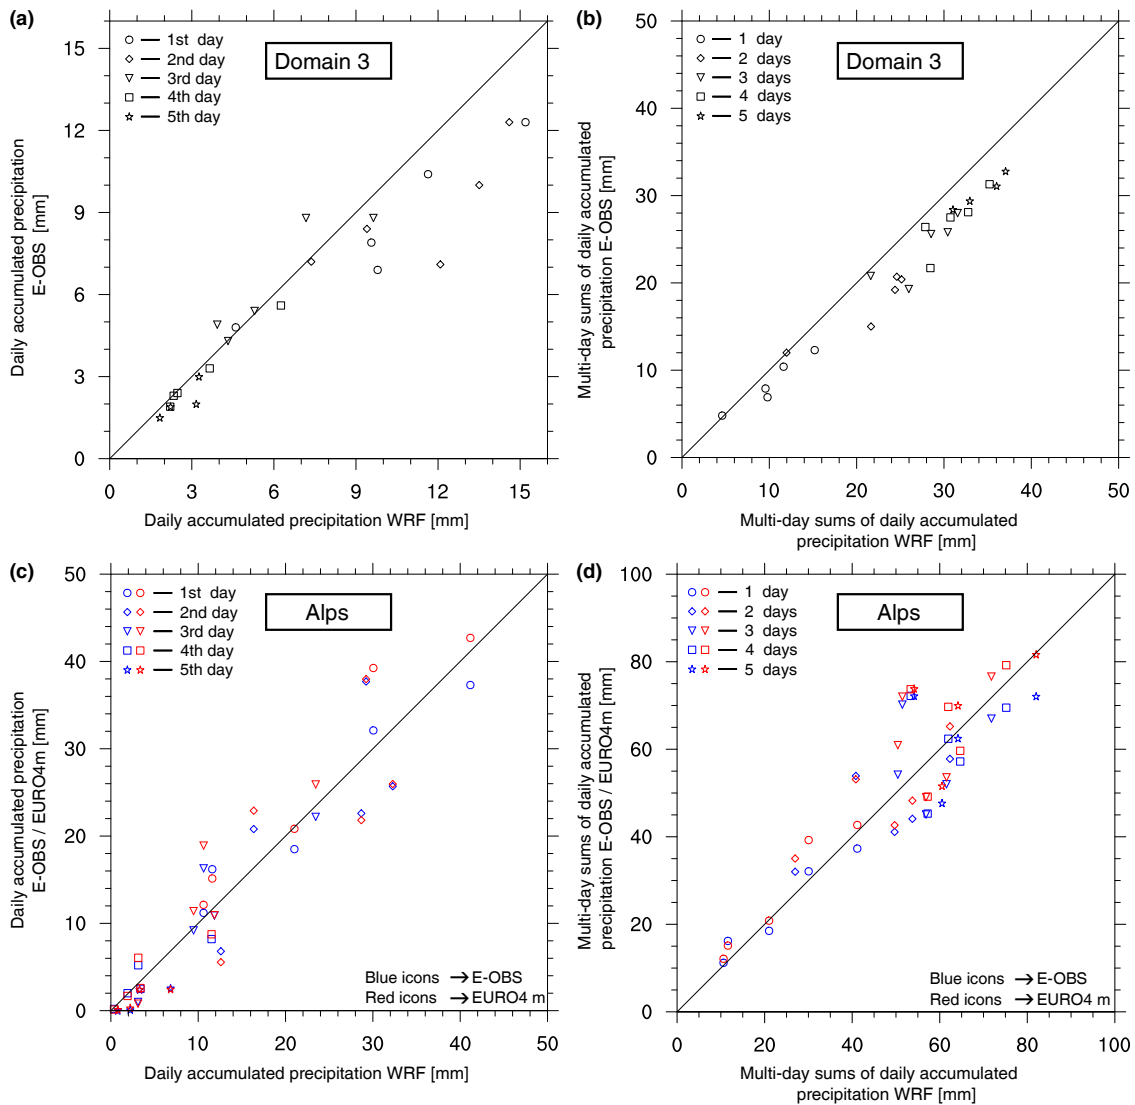 (a)
Daily accumulated precipitation
E-OBS [mm]
15
12
9
6
3
0
1st day
2nd day
3rd day
4th day
5th day
Domain 3
0 3 6 9 12 15
Daily accumulated precipitation WRF [mm]
(b)
Multi-day sums of daily accumulated
precipitation E-OBS [mm]
50
40
30
20
10
0
1 day
2 days
3 days
4 days
5 days
Domain 3
0 10 20 30 40 50
Multi-day sums of daily accumulated
precipitation WRF [mm]
(c)
Daily accumulated precipitation
E-OBS / EURO4m [mm]
50
40
30
20
10
0
1st day
2nd day
3rd day
4th day
5th day
Alps
Blue icons → E-OBS
Red icons → EURO4 m
0 10 20 30 40 50
Daily accumulated precipitation WRF [mm]
(d)
Multi-day sums of daily accumulated
precipitation E-OBS / EURO4m [mm]
100
80
60
40
20
0
1 day
2 days
3 days
4 days
5 days
Alps
Blue icons → E-OBS
Red icons → EURO4 m
0 20 40 60 80 100
Multi-day sums of daily accumulated
precipitation WRF [mm]